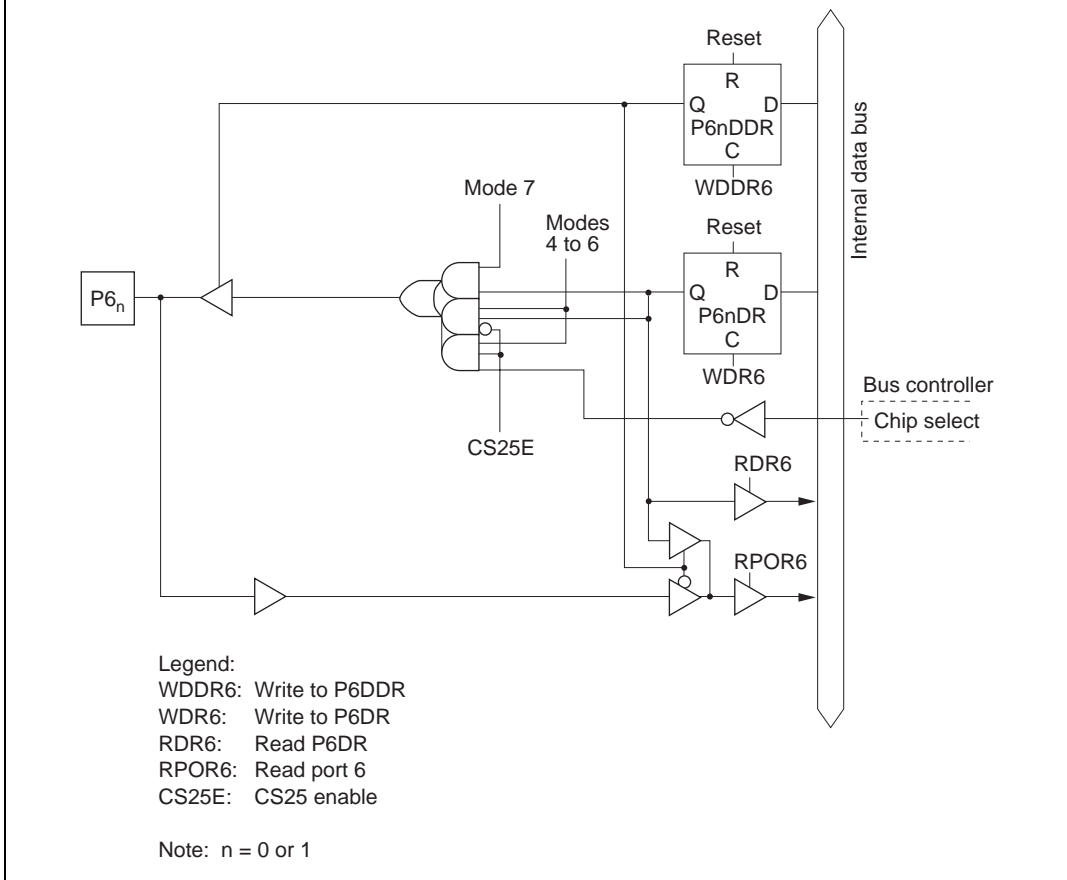 Reset
R
Q D
P6nDDR
C
WDDR6
Internal data bus
Mode 7
Modes
4 to 6
Reset
R
Q D
P6nDR
C
WDR6
P6n
Bus controller
Chip select
CS25E
RDR6
RPOR6
Legend:
WDDR6: Write to P6DDR
WDR6: Write to P6DR
RDR6: Read P6DR
RPOR6: Read port 6
CS25E: CS25 enable
Note: n = 0 or 1